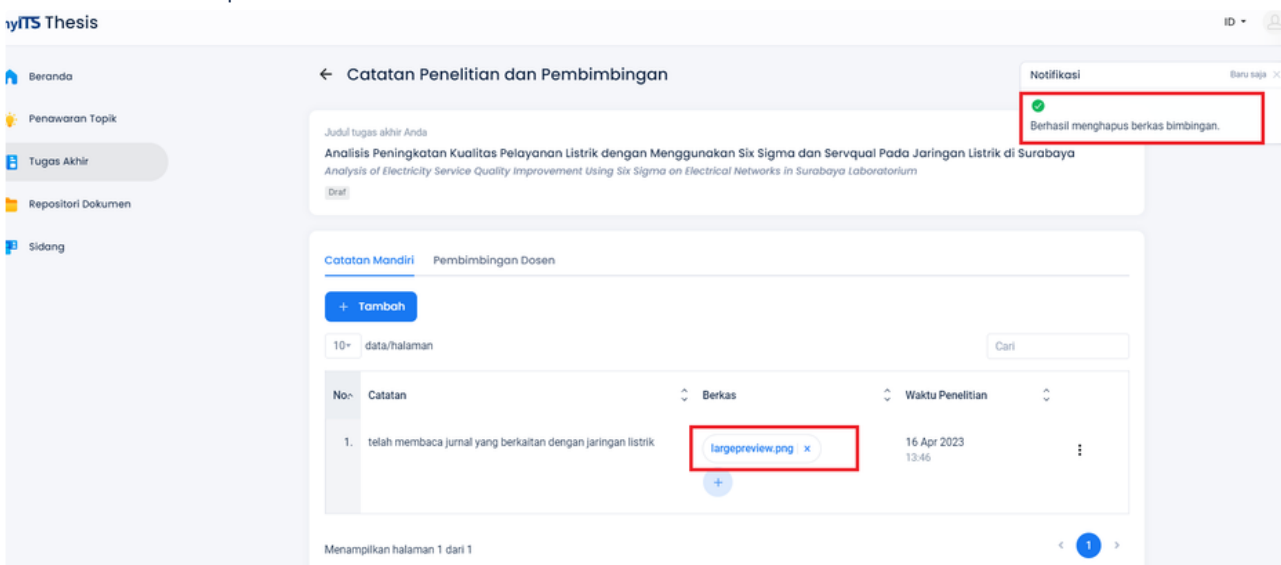 myITS Thesis
ID
Beranda
Penawaran Topik
Tugas Akhir
Repositori Dokumen
Sidang
Catatan Penelitian dan Pembimbingan
Notifikasi
Baru saja
Berhasil menghapus berkas bimbingan.
Judul tugas akhir Anda
Analisis Peningkatan Kualitas Pelayanan Listrik dengan Menggunakan Six Sigma dan Servqual Pada Jaringan Listrik di Surabaya
Analysis of Electricity Service Quality Improvement Using Six Sigma on Electrical Networks in Surabaya Laboratorium
Draf
Catatan Mandiri Pembimbingan Dosen
+ Tambah
10 data/halaman
Cari
No. Catatan Berkas Waktu Penelitian
1. telah membaca jurnal yang berkaitan dengan jaringan listrik largepreview.png × 16 Apr 2023
13:46
+
Menampilkan halaman 1 dari 1
< 1 >